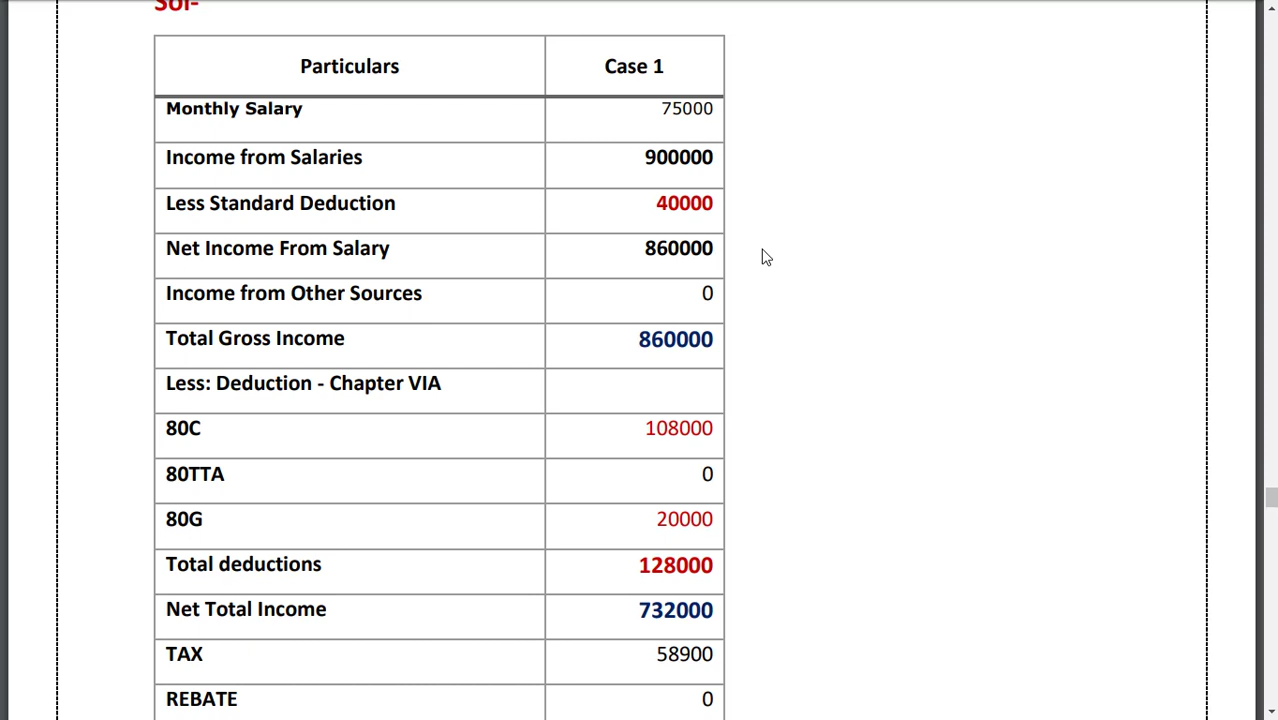 Sol-
Particulars Case 1
Monthly Salary 75000
Income from Salaries 900000
Less Standard Deduction 40000
Net Income From Salary 860000
Income from Other Sources 0
Total Gross Income 860000
Less: Deduction - Chapter VIA
80C 108000
80TTA 0
80G 20000
Total deductions 128000
Net Total Income 732000
TAX 58900
REBATE 0